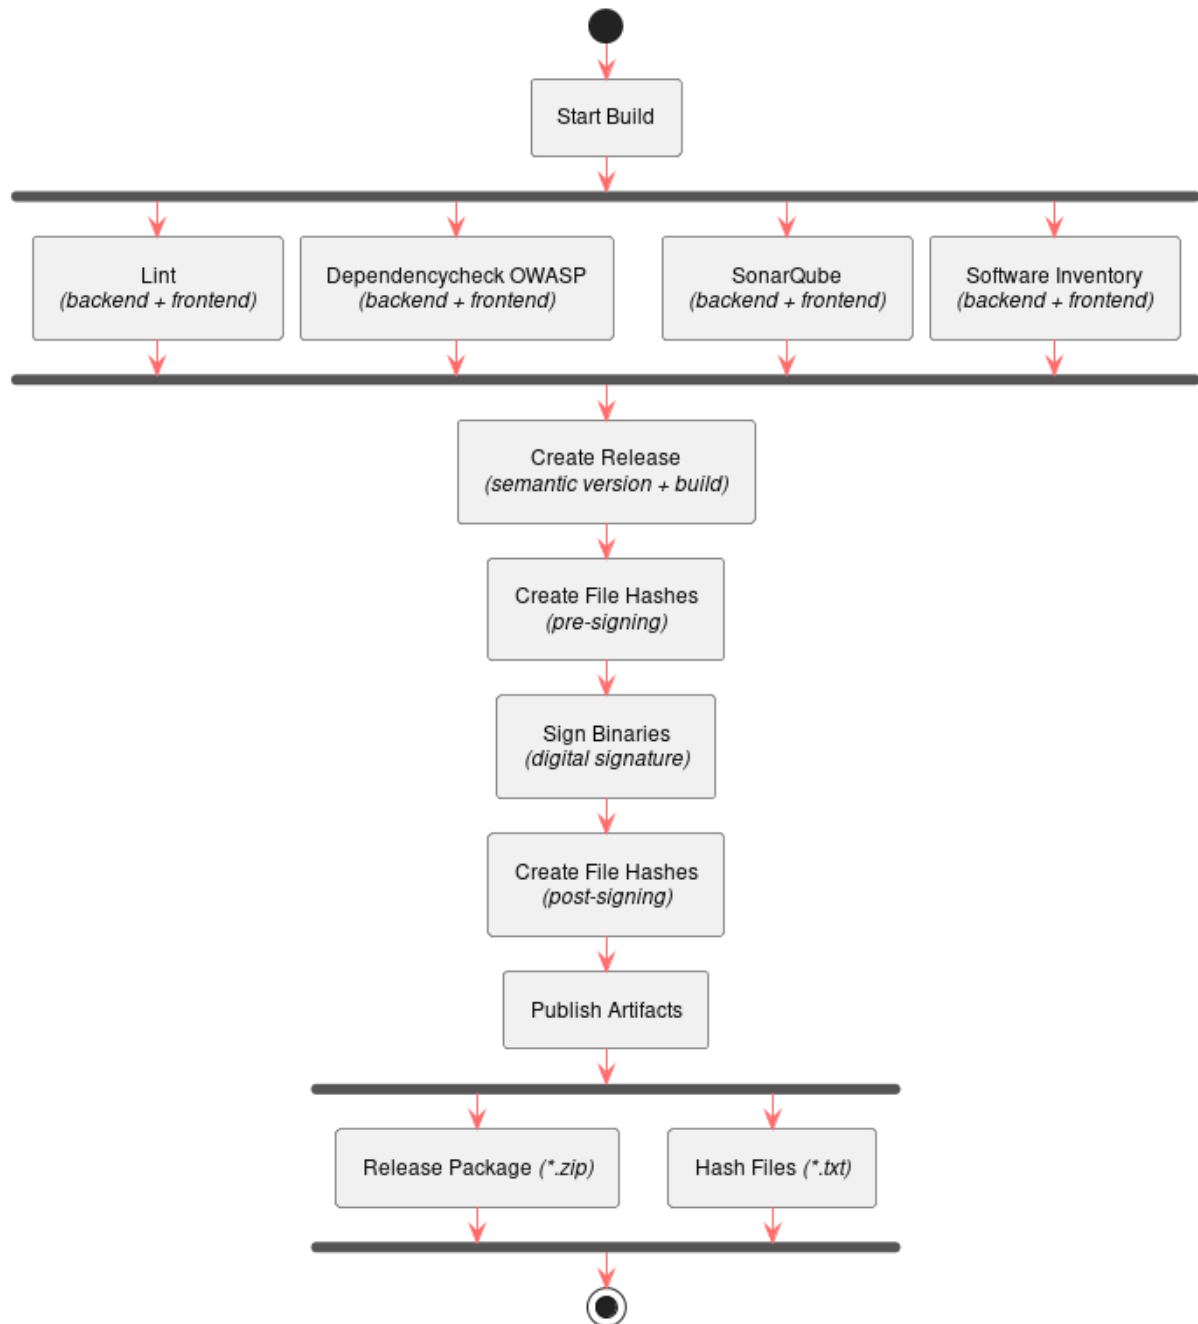 Start Build
Lint
(backend + frontend)
Dependencycheck OWASP
(backend + frontend)
SonarQube
(backend + frontend)
Software Inventory
(backend + frontend)
Create Release
(semantic version + build)
Create File Hashes
(pre-signing)
Sign Binaries
(digital signature)
Create File Hashes
(post-signing)
Publish Artifacts
Release Package (*.zip)
Hash Files (*.txt)